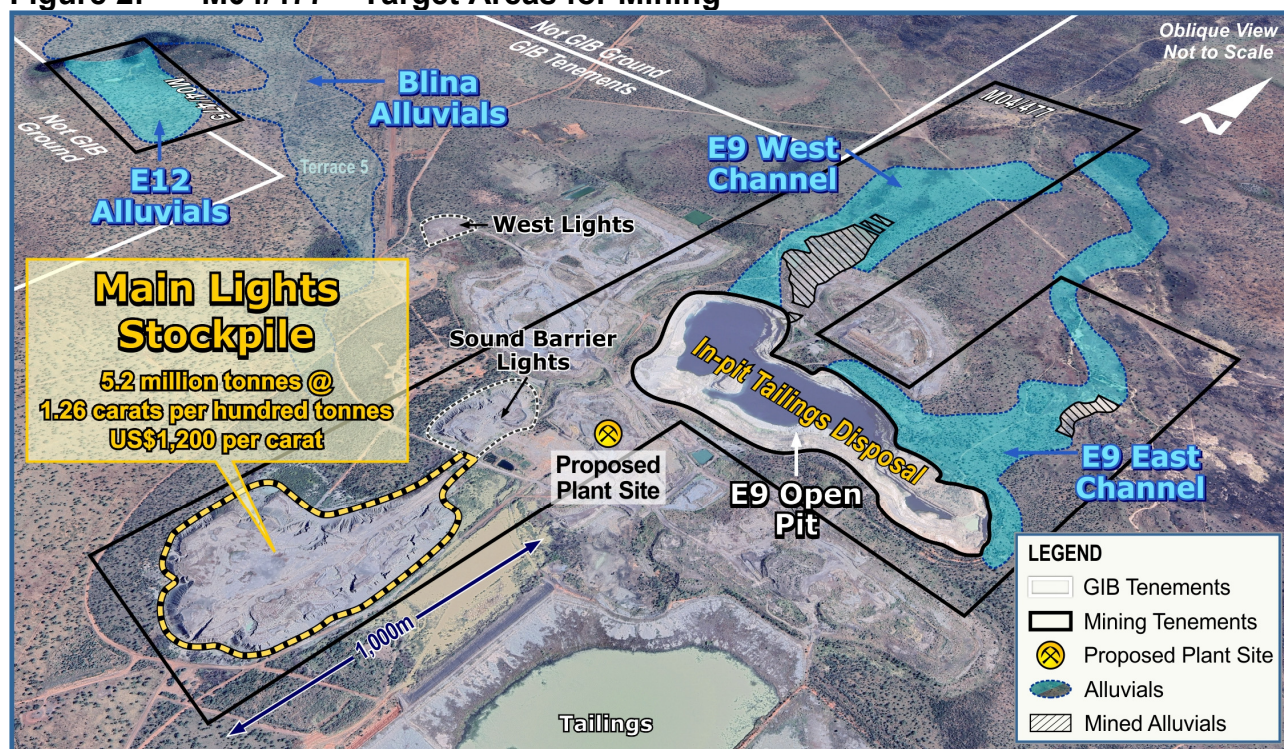 Figure 2: M04/477 – Target Areas for Mining
Oblique View
Not to Scale
N
Not GIB Ground
GIB Tenements
M04/475
Not GIB
Ground
Blina
Alluvials
E12
Alluvials
Terrace 5
M04/477
E9 West
Channel
West Lights
Main Lights
Stockpile
5.2 million tonnes @
1.26 carats per hundred tonnes
US$1,200 per carat
Sound Barrier
Lights
In-pit Tailings Disposal
Proposed
Plant Site
E9 Open
Pit
E9 East
Channel
1,000m
Tailings
LEGEND
GIB Tenements
Mining Tenements
Proposed Plant Site
Alluvials
Mined Alluvials